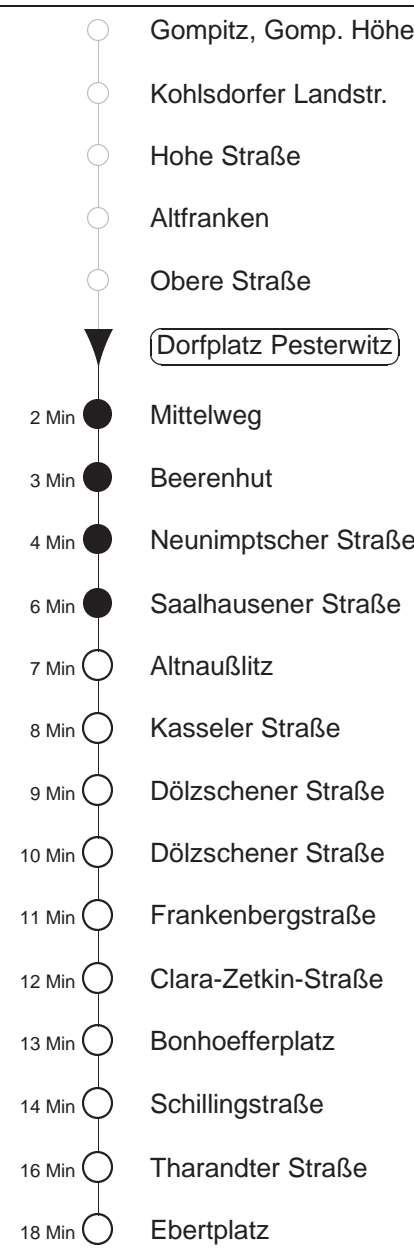 Gompitz, Gomp. Höhe
Kohlsdorfer Landstr.
Hohe Straße
Altfranken
Obere Straße
Dorfplatz Pesterwitz
2 Min Mittelweg
3 Min Beerenhut
4 Min Neunimptscher Straße
6 Min Saalhausener Straße
7 Min Altnaußlitz
8 Min Kasseler Straße
9 Min Dölzschener Straße
10 Min Dölzschener Straße
11 Min Frankenbergstraße
12 Min Clara-Zetkin-Straße
13 Min Bonhoefferplatz
14 Min Schillingstraße
16 Min Tharandter Straße
18 Min Ebertplatz